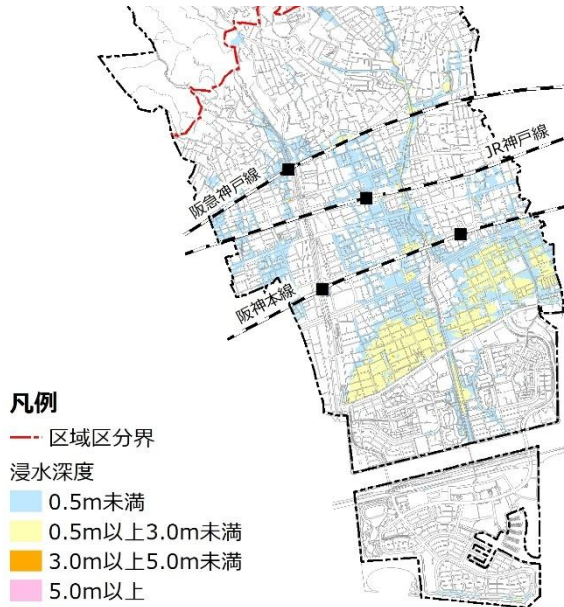 阪急神戸線
JR神戸線
阪神本線
凡例
区域区分界
浸水深度
0.5m未満
0.5m以上3.0m未満
3.0m以上5.0m未満
5.0m以上